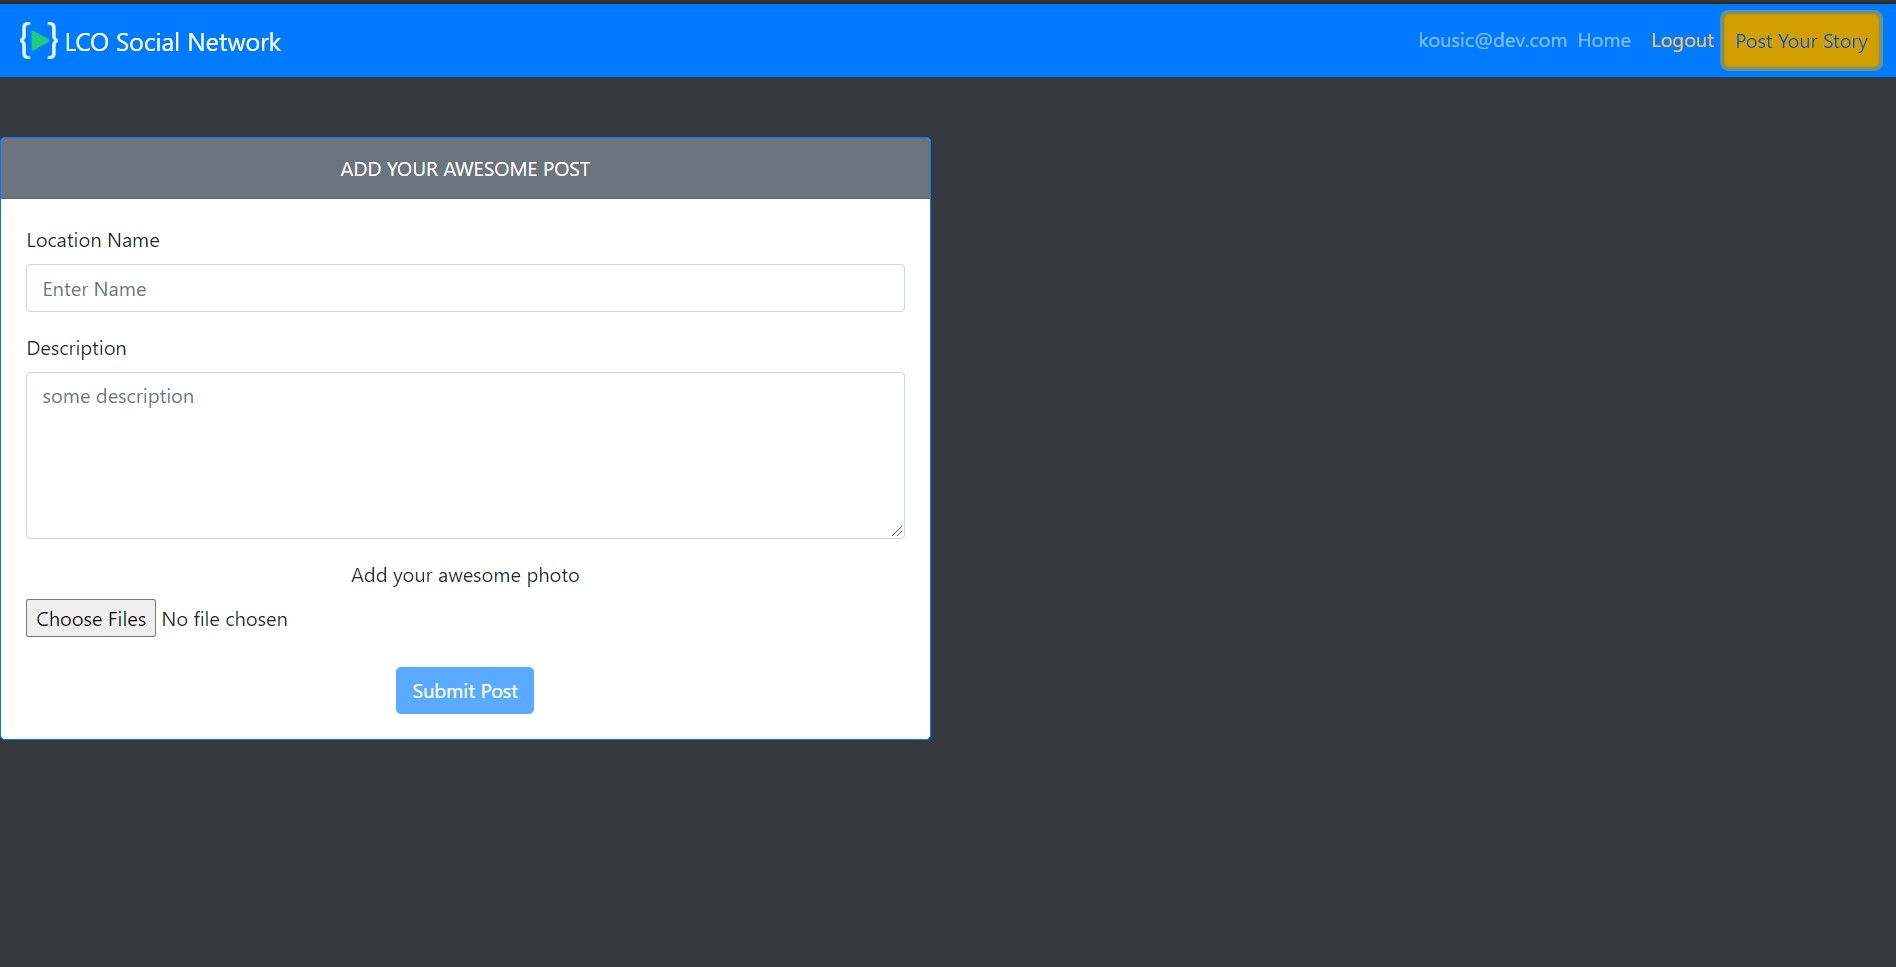 LCO Social Network
kousic@dev.com Home Logout Post Your Story
ADD YOUR AWESOME POST
Location Name
Enter Name
Description
some description
Add your awesome photo
Choose Files No file chosen
Submit Post